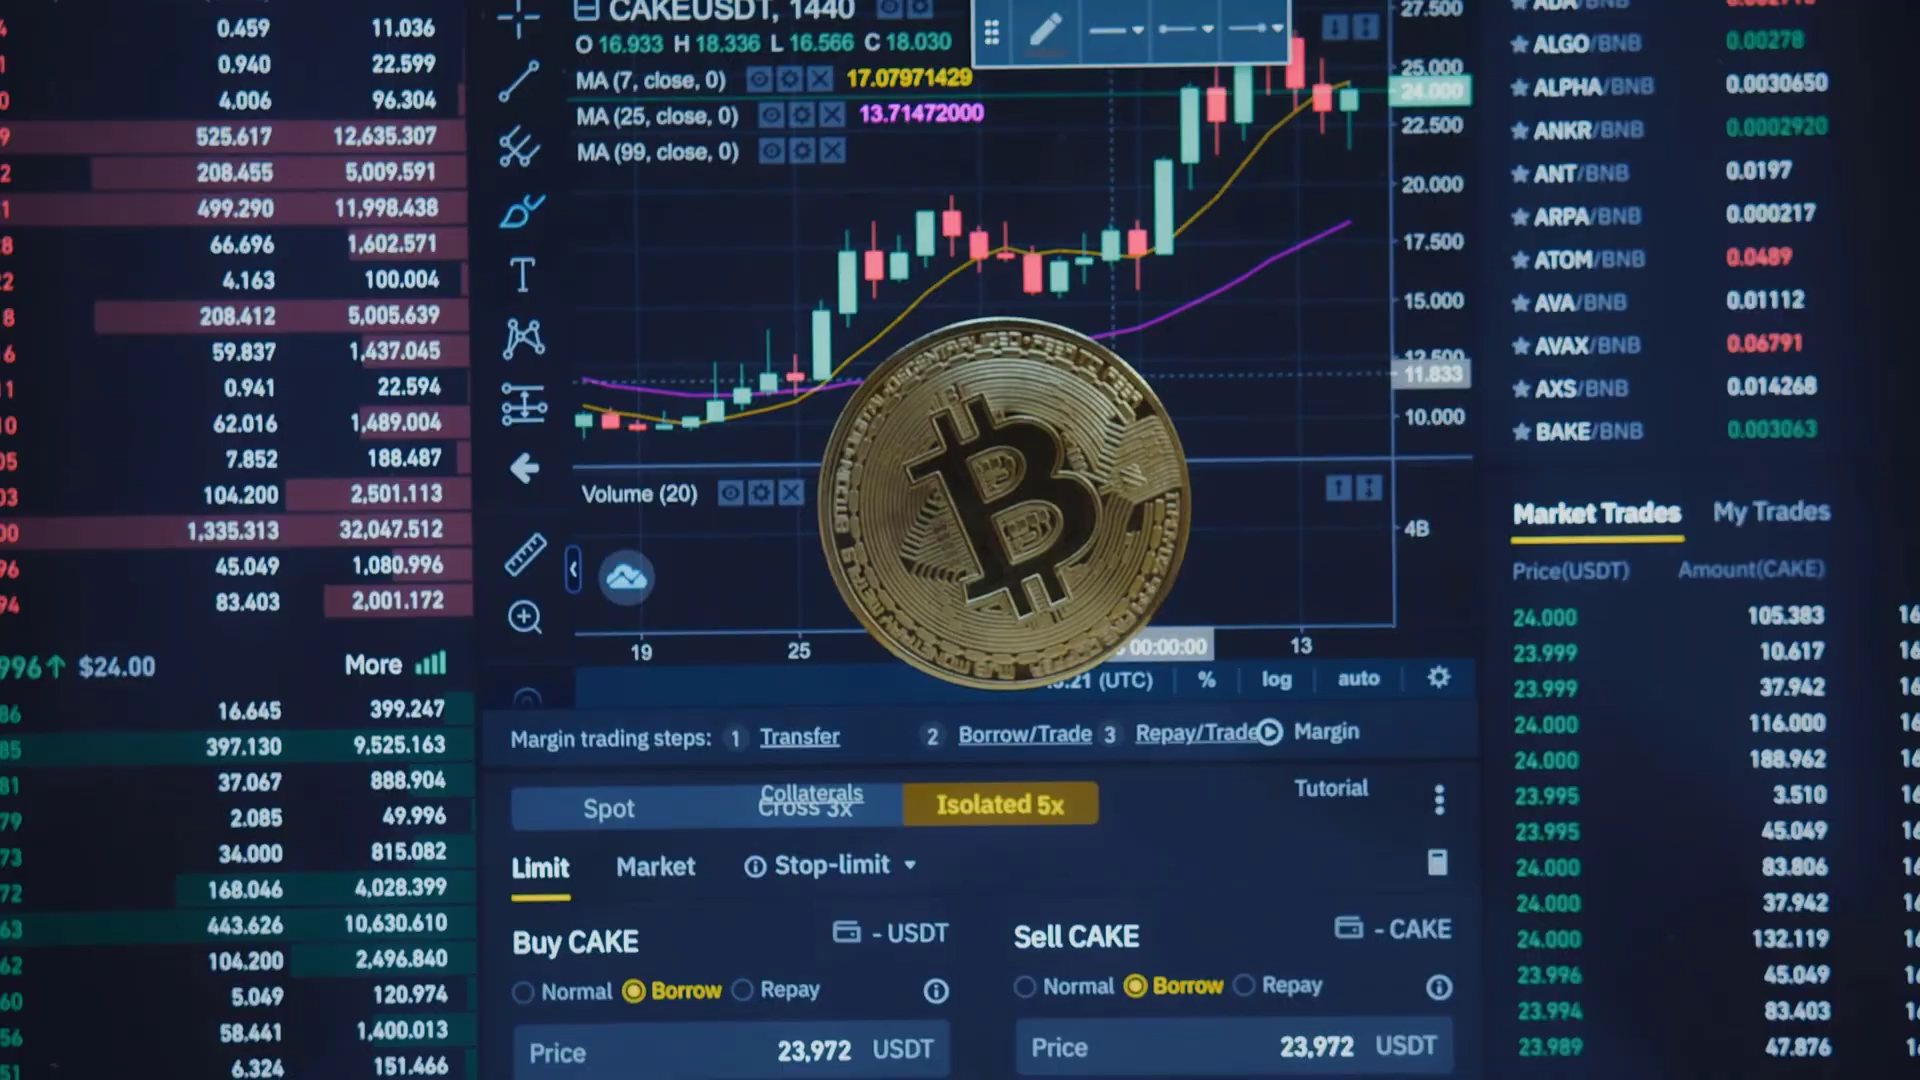 0.459 11.036
0.940 22.599
4.006 96.304
525.617 12,635.307
208.455 5,009.591
499.290 11,998.438
66.696 1,602.571
4.163 100.004
208.412 5,005.639
59.837 1,437.045
0.941 22.594
62.016 1,489.004
7.852 188.487
104.200 2,501.113
1,335.313 32,047.512
45.049 1,080.996
83.403 2,001.172
996↑ $24.00 More
16.645 399.247
397.130 9,525.163
37.067 888.904
2.085 49.996
34.000 815.082
168.046 4,028.399
443.626 10,630.610
104.200 2,496.840
5.049 120.974
58.441 1,400.013
6.324 151.466
CAKEUSDT, 1440
O 16.933 H 18.336 L 16.566 C 18.030
MA (7, close, 0) 17.07971429
MA (25, close, 0) 13.71472000
MA (99, close, 0)
27.500
25.000
24.000
22.500
20.000
17.500
15.000
12.500
11.833
10.000
Volume (20)
4B
19 25 00:00:00 13
(UTC) % log auto
Margin trading steps: 1 Transfer 2 Borrow/Trade 3 Repay/Trade Margin
Tutorial
Collaterals
Spot Cross 3x Isolated 5x
Limit Market Stop-limit
Buy CAKE - USDT
Normal Borrow Repay
Price 23,972 USDT
Sell CAKE - CAKE
Normal Borrow Repay
Price 23,972 USDT
ADA/BNB
ALGO/BNB 0.00278
ALPHA/BNB 0.0030650
ANKR/BNB 0.0002920
ANT/BNB 0.0197
ARPA/BNB 0.000217
ATOM/BNB 0.0489
AVA/BNB 0.01112
AVAX/BNB 0.06791
AXS/BNB 0.014268
BAKE/BNB 0.003063
Market Trades My Trades
Price(USDT) Amount(CAKE)
24.000 105.383
23.999 10.617
23.999 37.942
24.000 116.000
24.000 188.962
23.995 3.510
23.995 45.049
24.000 83.806
24.000 37.942
24.000 132.119
23.996 45.049
23.994 83.403
23.989 47.876